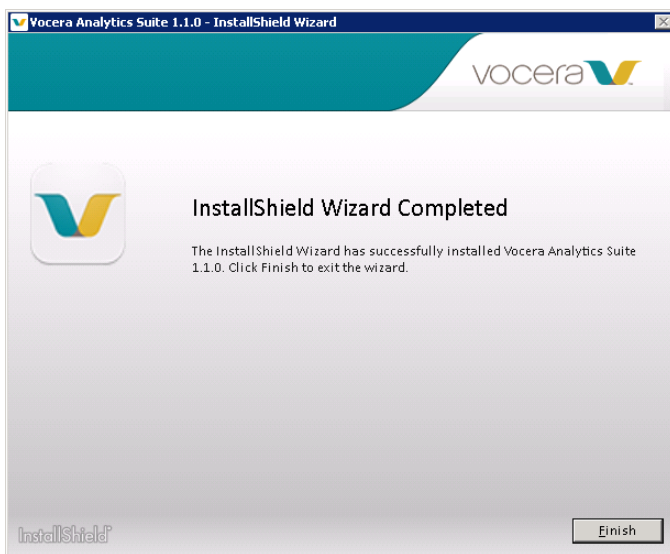 Vocera Analytics Suite 1.1.0 - InstallShield Wizard
vocera
InstallShield Wizard Completed
The InstallShield Wizard has successfully installed Vocera Analytics Suite
1.1.0. Click Finish to exit the wizard.
InstallShield
Finish